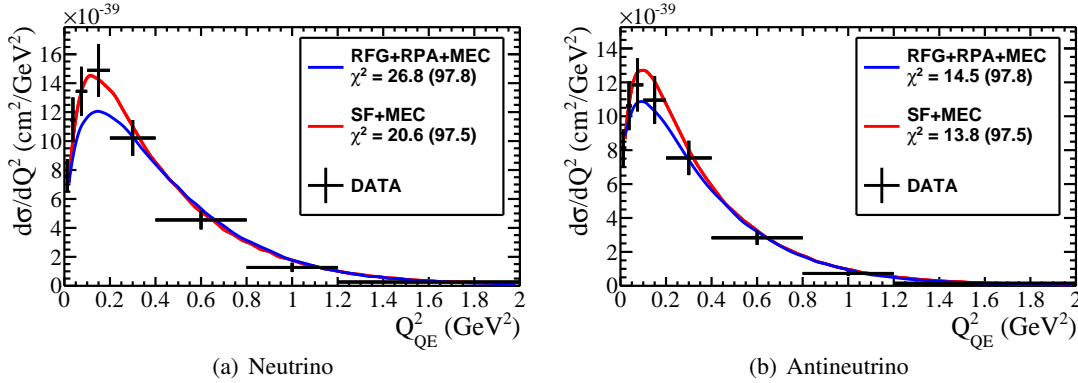 ×10⁻³⁹
dσ/dQ² (cm²/GeV²)
16
14
12
10
8
6
4
2
0
RFG+RPA+MEC
χ² = 26.8 (97.8)
SF+MEC
χ² = 20.6 (97.5)
DATA
0 0.2 0.4 0.6 0.8 1 1.2 1.4 1.6 1.8 2
Q²_QE (GeV²)
(a) Neutrino
×10⁻³⁹
dσ/dQ² (cm²/GeV²)
14
12
10
8
6
4
2
0
RFG+RPA+MEC
χ² = 14.5 (97.8)
SF+MEC
χ² = 13.8 (97.5)
DATA
0 0.2 0.4 0.6 0.8 1 1.2 1.4 1.6 1.8 2
Q²_QE (GeV²)
(b) Antineutrino